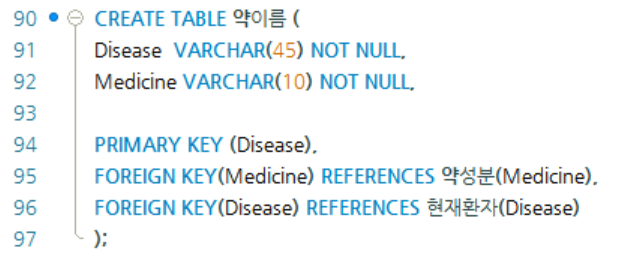 90 CREATE TABLE 약이름 (
91 Disease  VARCHAR(45) NOT NULL,
92 Medicine VARCHAR(10) NOT NULL,
93
94 PRIMARY KEY (Disease),
95 FOREIGN KEY(Medicine) REFERENCES 약성분(Medicine),
96 FOREIGN KEY(Disease) REFERENCES 현재환자(Disease)
97 );